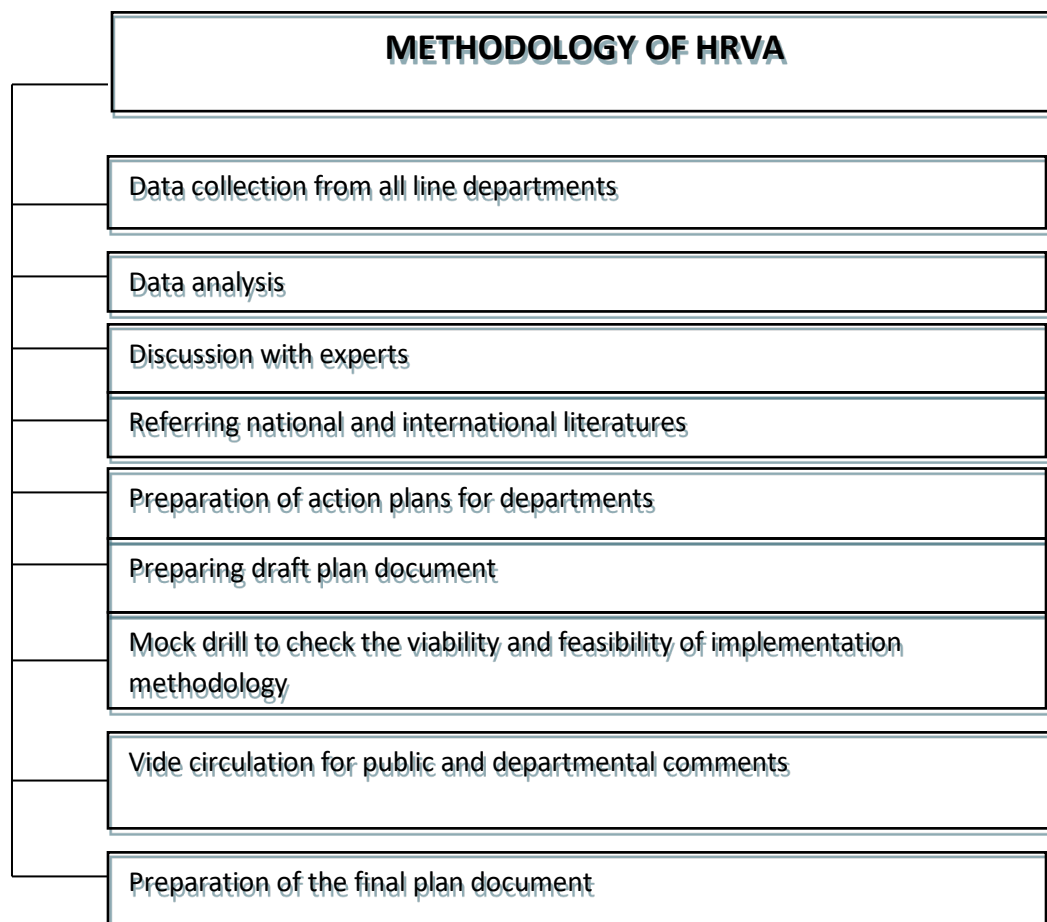 METHODOLOGY OF HRVA
Data collection from all line departments
Data analysis
Discussion with experts
Referring national and international literatures
Preparation of action plans for departments
Preparing draft plan document
Mock drill to check the viability and feasibility of implementation
methodology
Vide circulation for public and departmental comments
Preparation of the final plan document